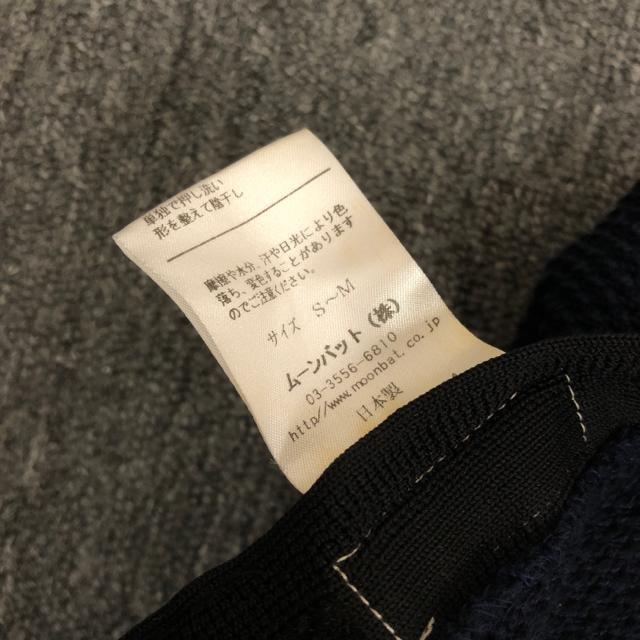 短時間で押し洗い
形を整えて陰干し
摩擦や水分、汗や日光により色
落ち、変色することがあります
のでご注意ください。
サイズ S～M
ムーンバット（株）
03-3556-6810
http//www.moonbat.co.jp
日本製